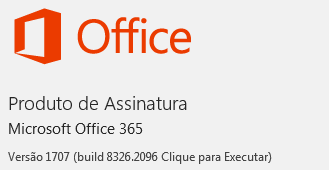 Office
Produto de Assinatura
Microsoft Office 365
Versão 1707 (build 8326.2096 Clique para Executar)